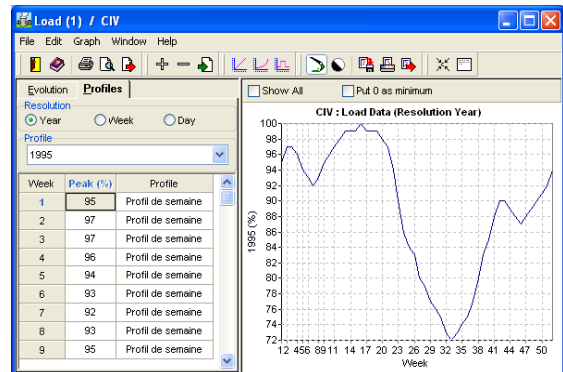 Load (1) / CIV
File Edit Graph Window Help
Evolution Profiles
Resolution
Year Week Day
Profile
1995
Week Peak (%) Profile
1 95 Profil de semaine
2 97 Profil de semaine
3 97 Profil de semaine
4 96 Profil de semaine
5 94 Profil de semaine
6 93 Profil de semaine
7 92 Profil de semaine
8 93 Profil de semaine
9 95 Profil de semaine
Show All Put 0 as minimum
CIV : Load Data (Resolution Year)
100
98
96
94
92
90
88
86
84
82
80
78
76
74
72
1995 (%)
12 456 8911 14 17 20 23 26 29 32 35 38 41 44 47 50
Week